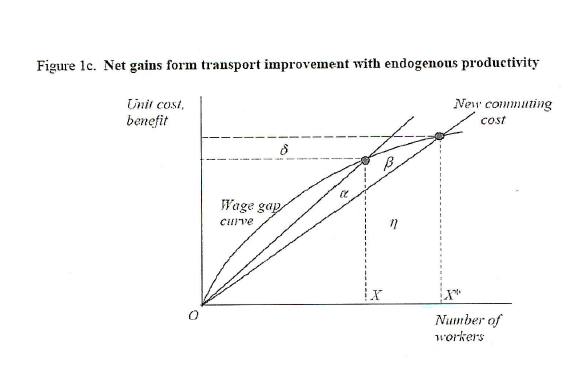 Figure 1c. Net gains form transport improvement with endogenous productivity
Unit cost,
benefit
New commuting
cost
δ
β
α
Wage gap
curve
η
X
X*
O
Number of
workers